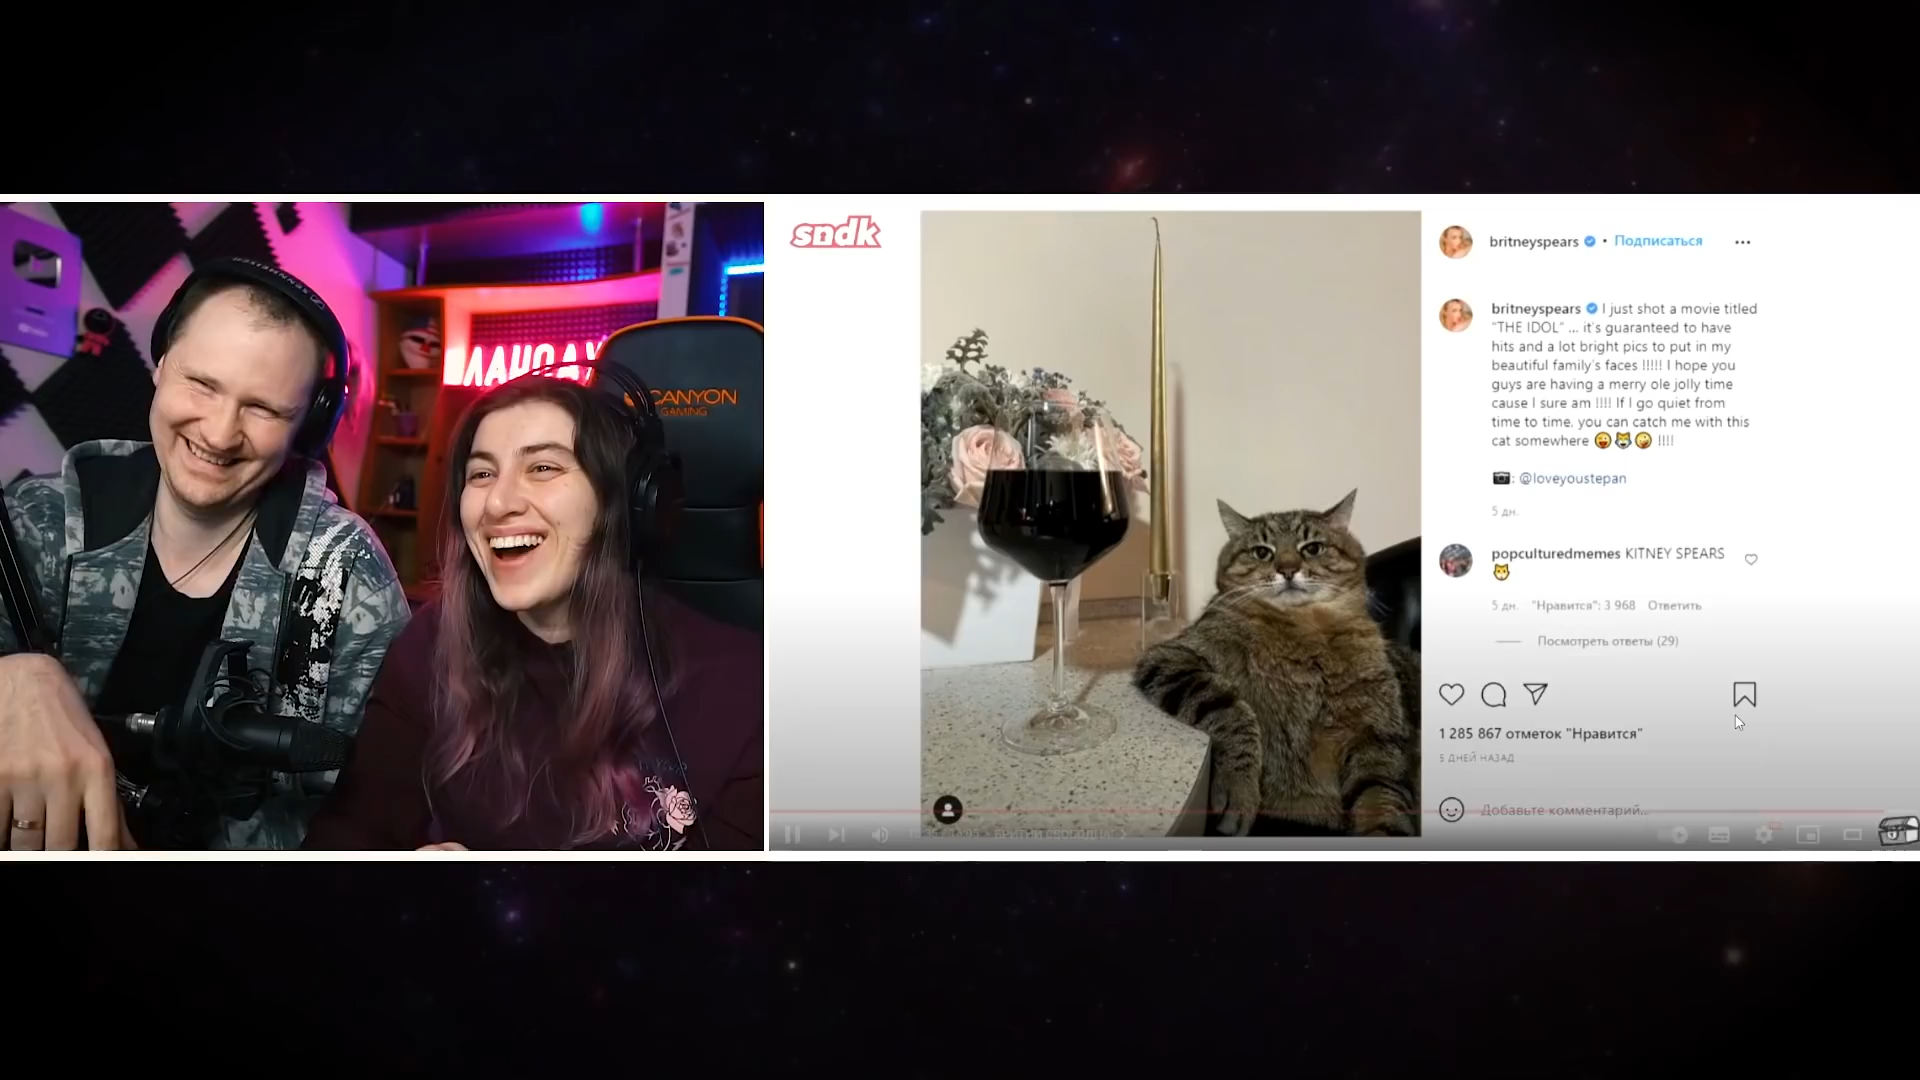 SENNHEISER
ЛАНСАХ
CANYON
GAMING
sndk
britneyspears • Подписаться
britneyspears I just shot a movie titled
"THE IDOL" ... it's guaranteed to have
hits and a lot bright pics to put in my
beautiful family's faces !!!!! I hope you
guys are having a merry ole jolly time
cause I sure am !!!! If I go quiet from
time to time, you can catch me with this
cat somewhere 😜😹🤪 !!!!
📷: @loveyoustepan
5 дн.
popculturedmemes KITNEY SPEARS
🐱
5 дн. "Нравится": 3 968 Ответить
Посмотреть ответы (29)
1 285 867 отметок "Нравится"
5 ДНЕЙ НАЗАД
Добавьте комментарий...